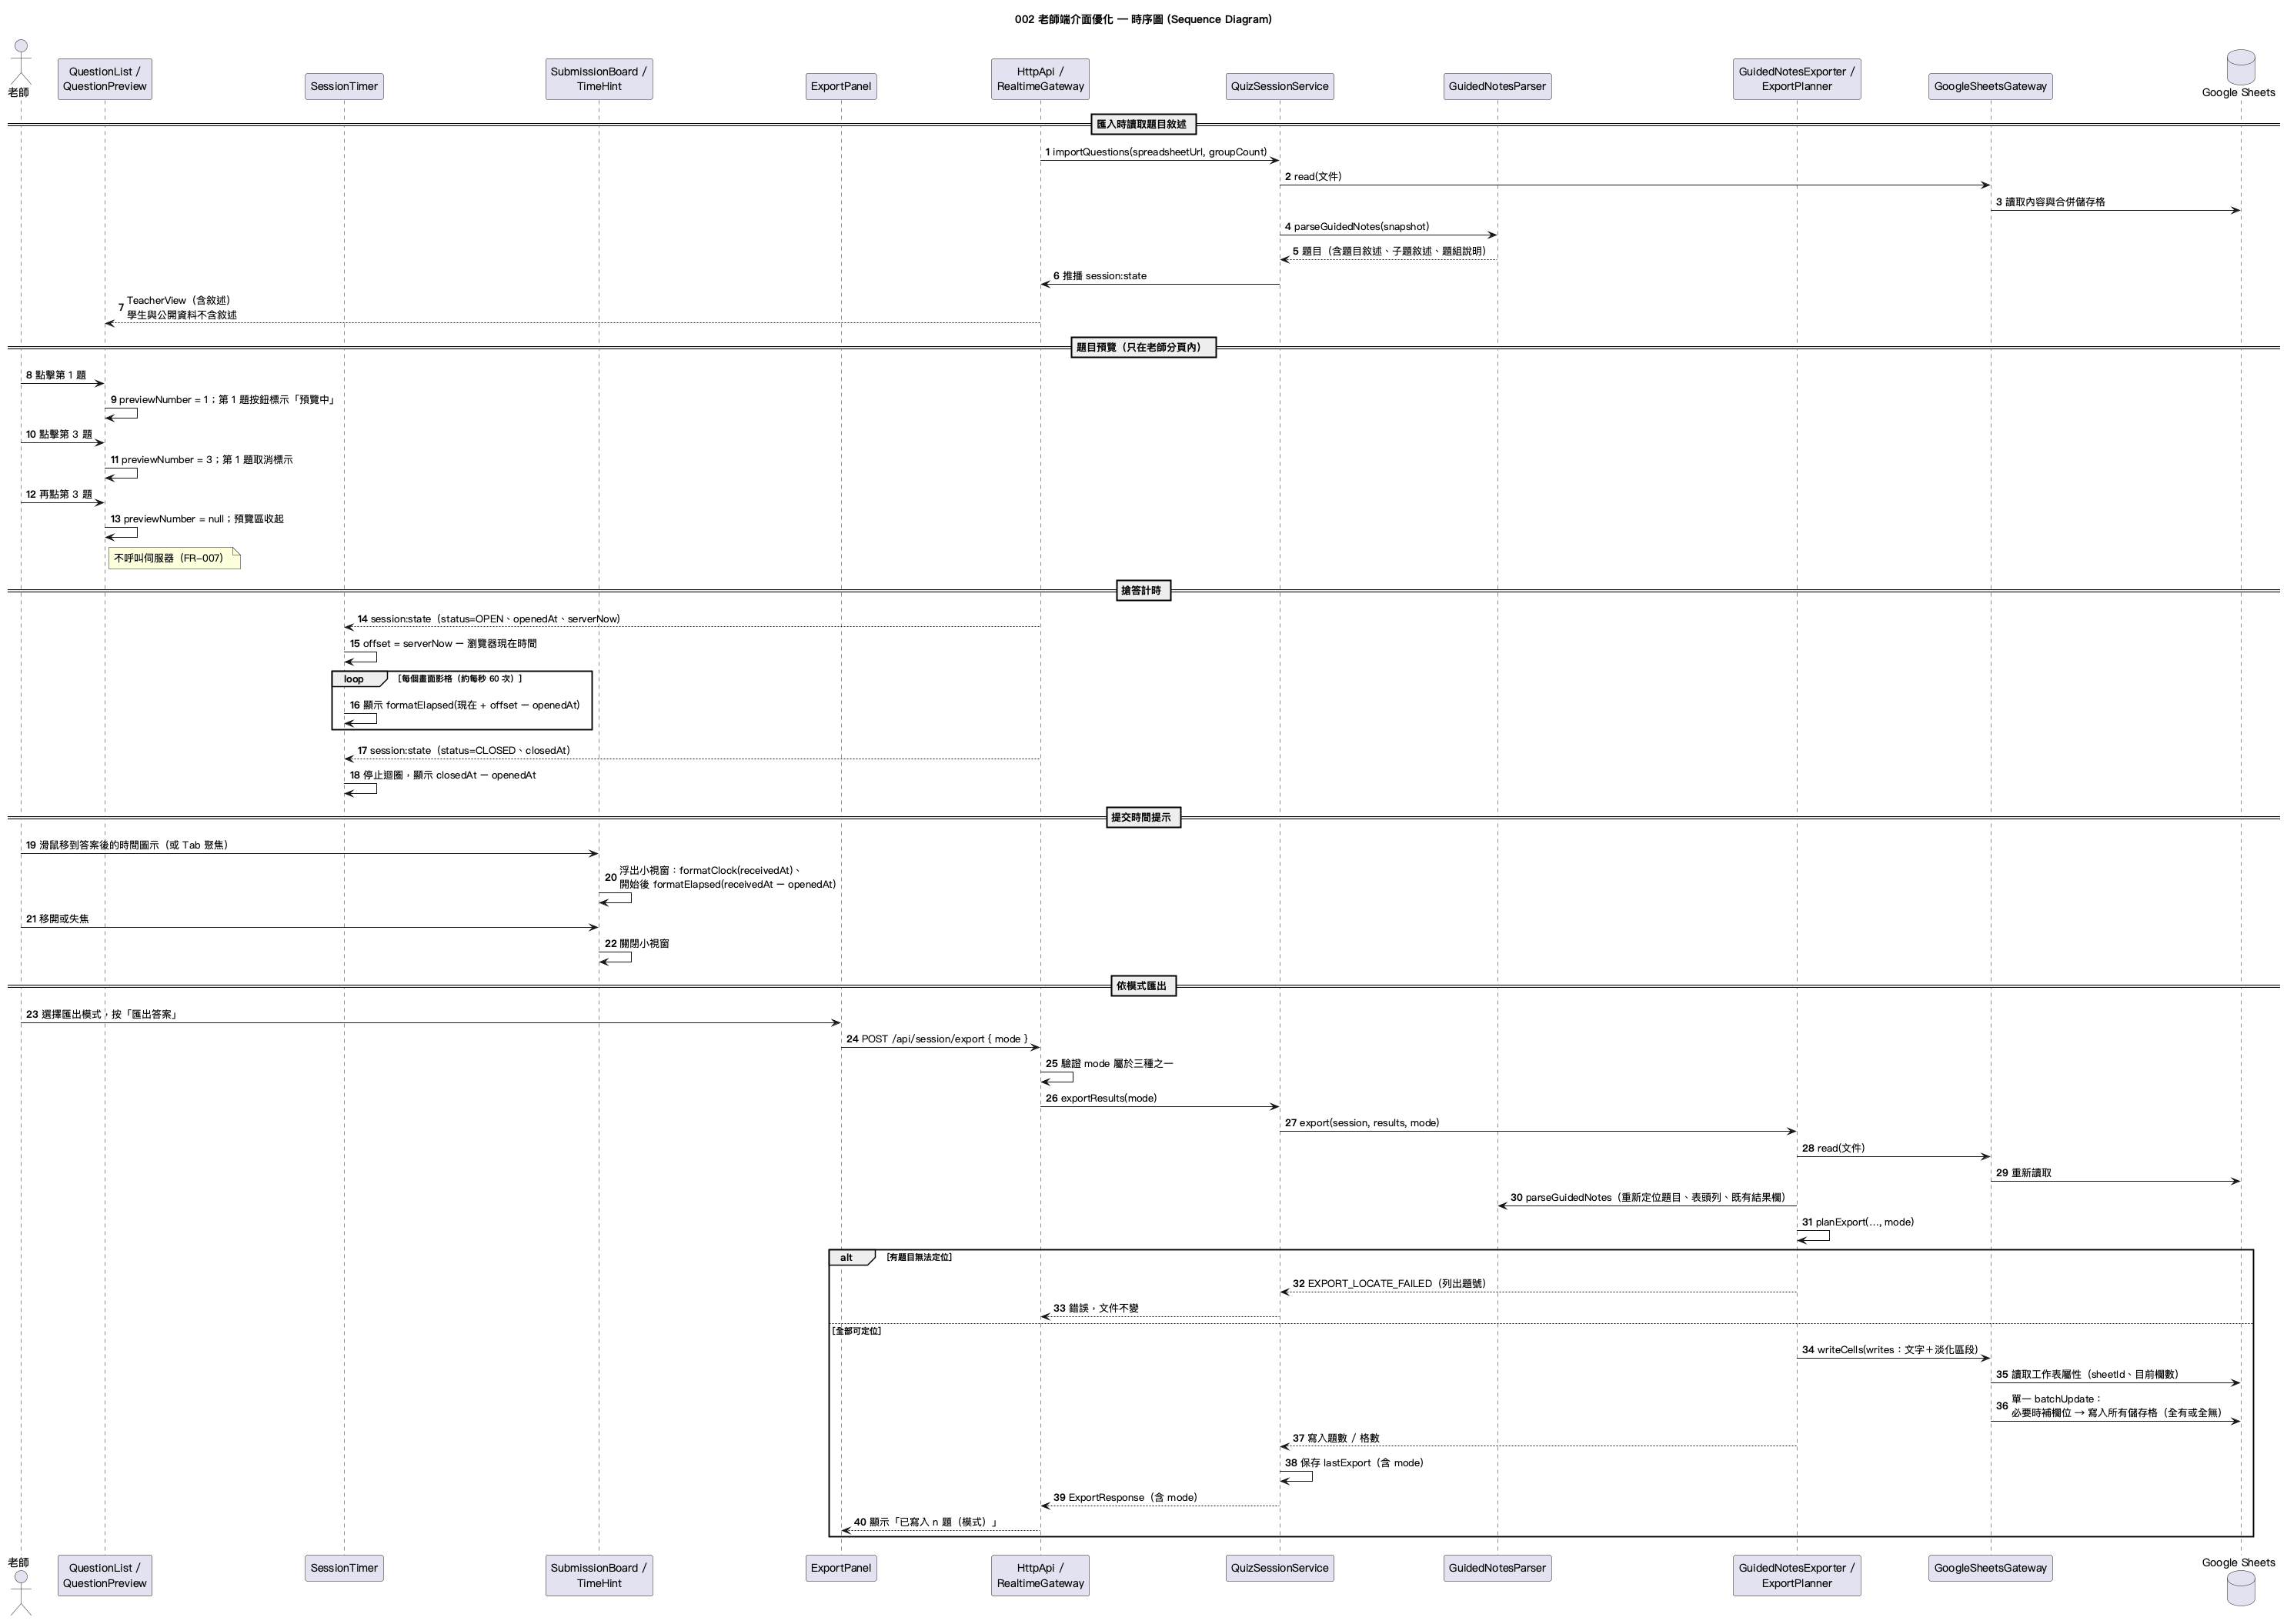 002 老師端介面優化 — 時序圖 (Sequence Diagram)
老師
QuestionList /
QuestionPreview
SessionTimer
SubmissionBoard /
TimeHint
ExportPanel
HttpApi /
RealtimeGateway
QuizSessionService
GuidedNotesParser
GuidedNotesExporter /
ExportPlanner
GoogleSheetsGateway
Google Sheets
匯入時讀取題目敘述
1 importQuestions(spreadsheetUrl, groupCount)
2 read(文件)
3 讀取內容與合併儲存格
4 parseGuidedNotes(snapshot)
5 題目（含題目敘述、子題敘述、題組說明）
6 推播 session:state
7 TeacherView（含敘述）
學生與公開資料不含敘述
題目預覽（只在老師分頁內）
8 點擊第 1 題
9 previewNumber = 1；第 1 題按鈕標示「預覽中」
10 點擊第 3 題
11 previewNumber = 3；第 1 題取消標示
12 再點第 3 題
13 previewNumber = null；預覽區收起
不呼叫伺服器（FR-007）
搶答計時
14 session:state（status=OPEN、openedAt、serverNow）
15 offset = serverNow − 瀏覽器現在時間
loop [每個畫面影格（約每秒 60 次）]
16 顯示 formatElapsed(現在 + offset − openedAt)
17 session:state（status=CLOSED、closedAt）
18 停止迴圈，顯示 closedAt − openedAt
提交時間提示
19 滑鼠移到答案後的時間圖示（或 Tab 聚焦）
20 浮出小視窗：formatClock(receivedAt)、
開始後 formatElapsed(receivedAt − openedAt)
21 移開或失焦
22 關閉小視窗
依模式匯出
23 選擇匯出模式，按「匯出答案」
24 POST /api/session/export { mode }
25 驗證 mode 屬於三種之一
26 exportResults(mode)
27 export(session, results, mode)
28 read(文件)
29 重新讀取
30 parseGuidedNotes（重新定位題目、表頭列、既有結果欄）
31 planExport(…, mode)
alt [有題目無法定位]
32 EXPORT_LOCATE_FAILED（列出題號）
33 錯誤，文件不變
[全部可定位]
34 writeCells(writes：文字＋淡化區段)
35 讀取工作表屬性（sheetId、目前欄數）
36 單一 batchUpdate：
必要時補欄位 → 寫入所有儲存格（全有或全無）
37 寫入題數 / 格數
38 保存 lastExport（含 mode）
39 ExportResponse（含 mode）
40 顯示「已寫入 n 題（模式）」
老師
QuestionList /
QuestionPreview
SessionTimer
SubmissionBoard /
TimeHint
ExportPanel
HttpApi /
RealtimeGateway
QuizSessionService
GuidedNotesParser
GuidedNotesExporter /
ExportPlanner
GoogleSheetsGateway
Google Sheets